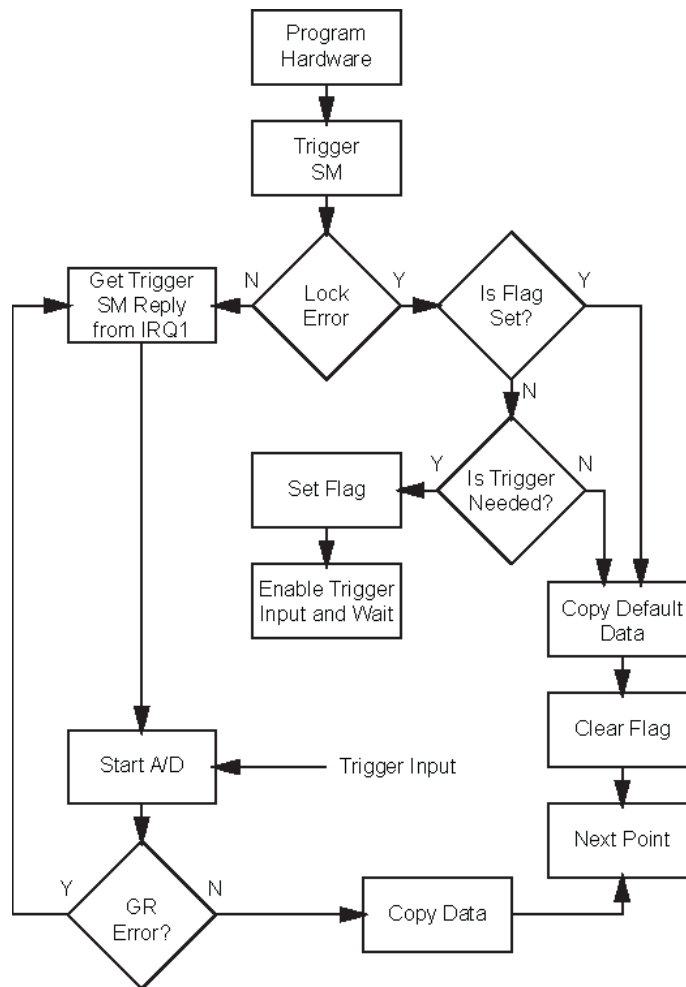 Program
Hardware
Trigger
SM
Get Trigger
SM Reply
from IRQ1
N
Lock
Error
Y
Is Flag
Set?
Y
N
Set Flag
Y
Is Trigger
Needed?
N
Enable Trigger
Input and Wait
Copy Default
Data
Clear Flag
Start A/D
Trigger Input
Next Point
Y
GR
Error?
N
Copy Data